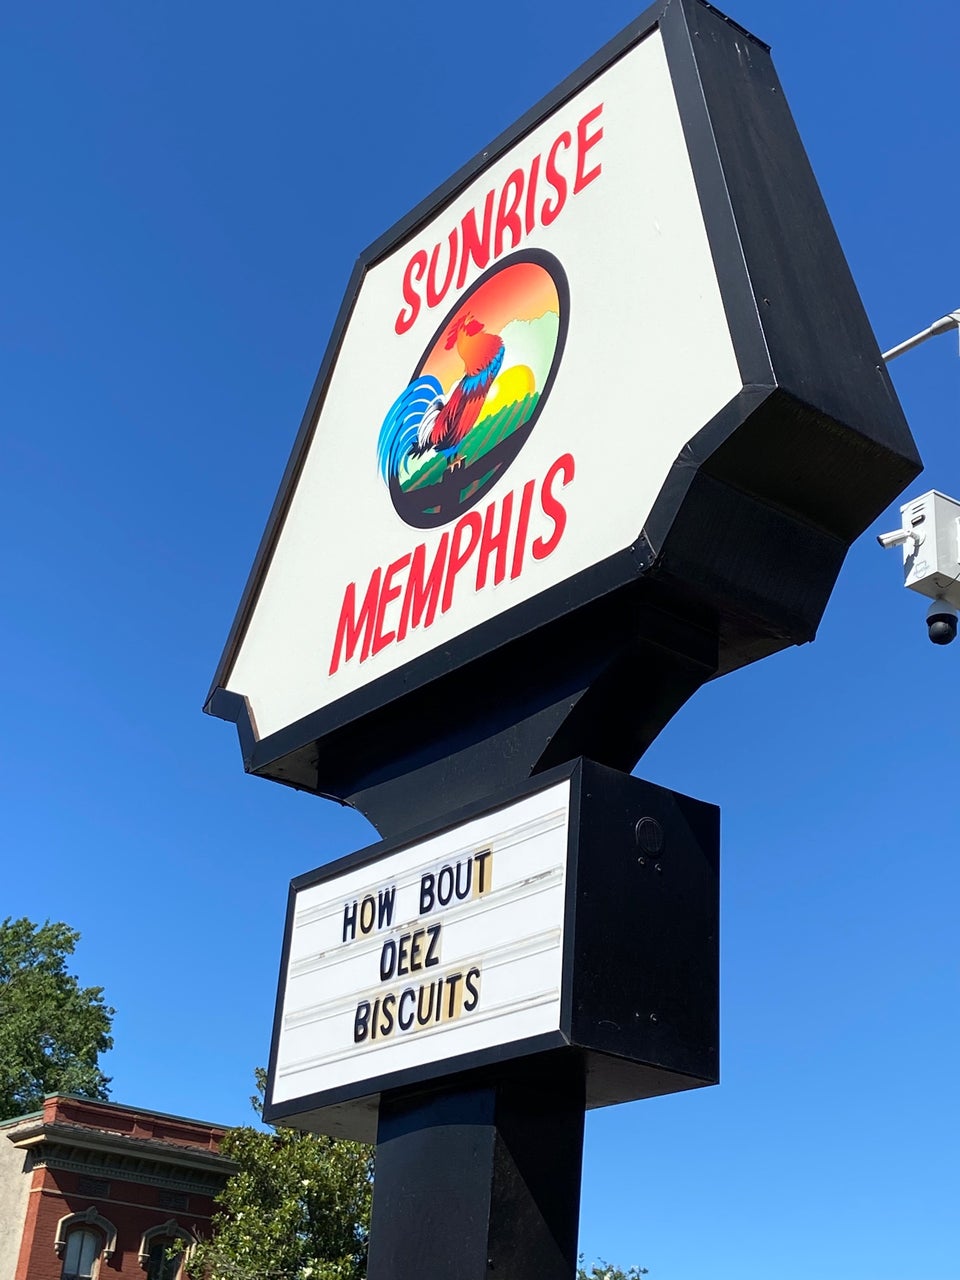 SUNRISE
MEMPHIS
HOW BOUT
DEEZ
BISCUITS